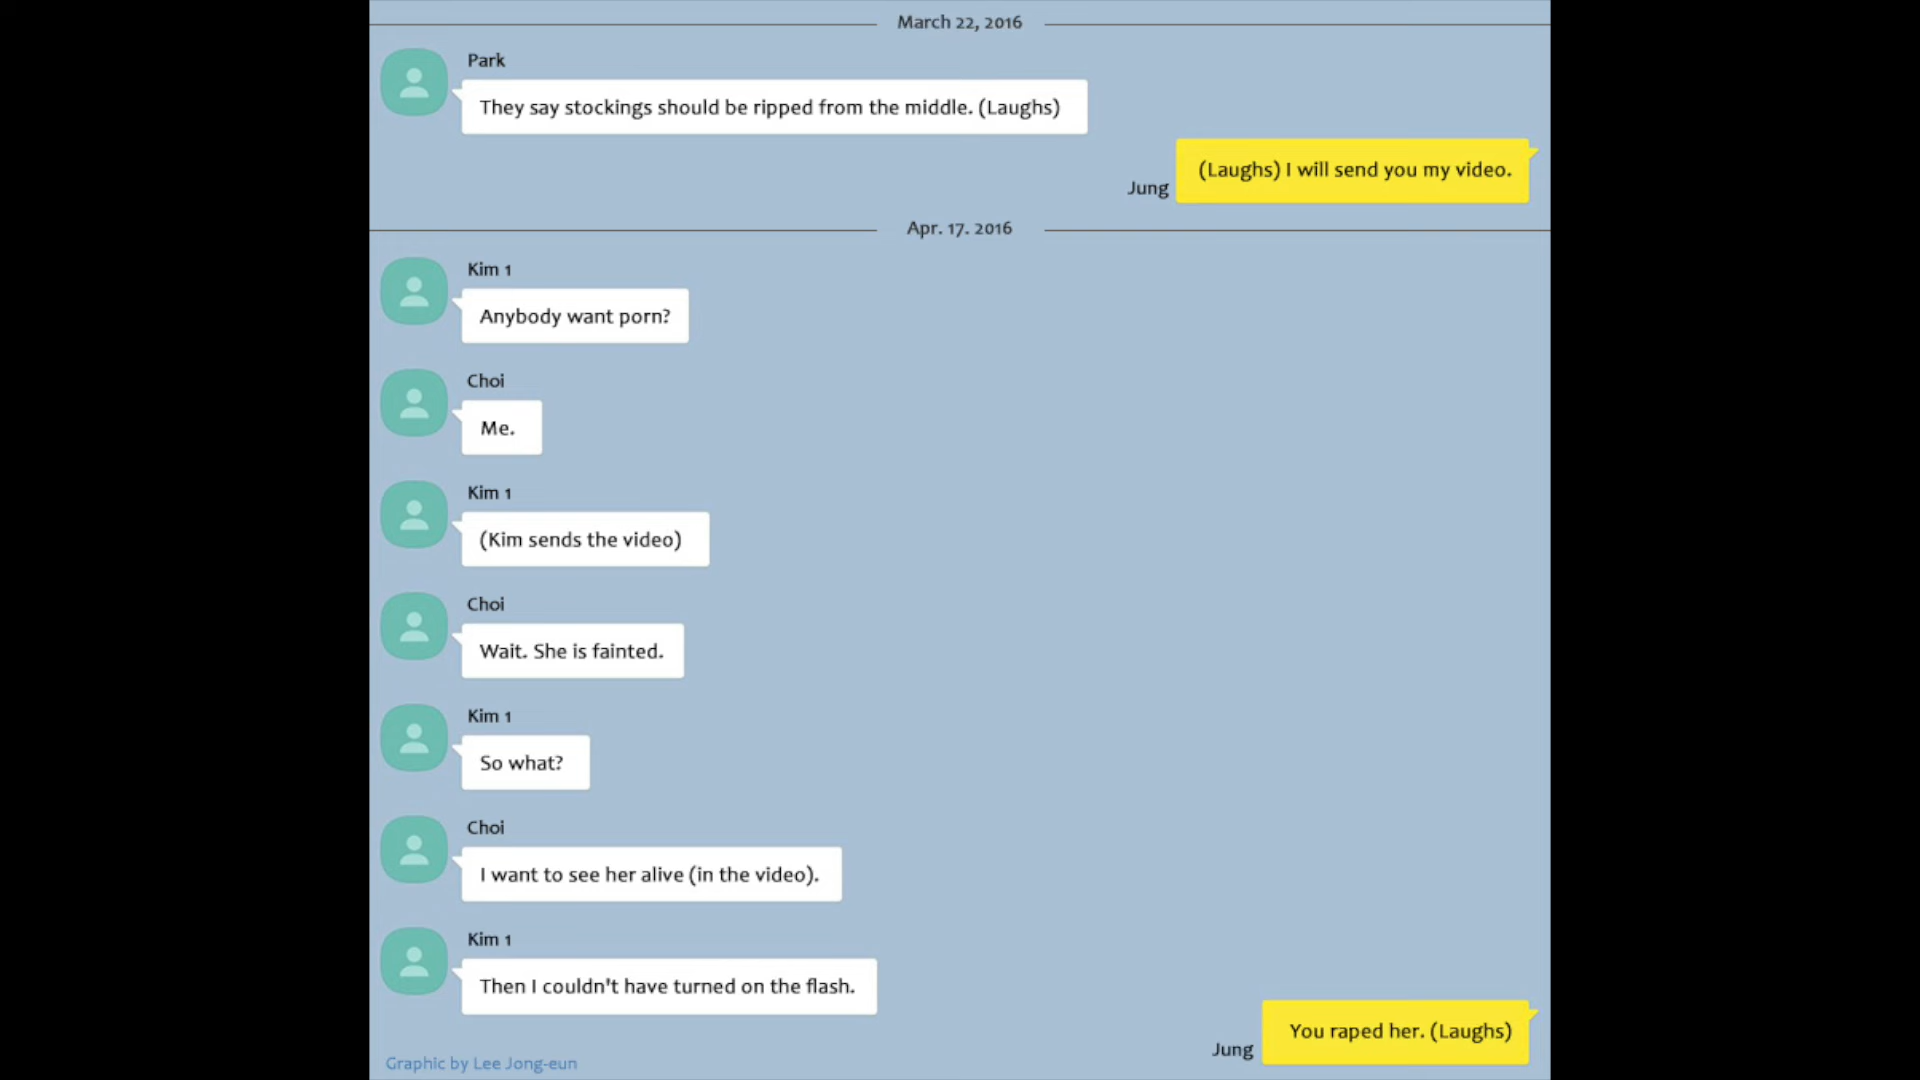 March 22, 2016
Park
They say stockings should be ripped from the middle. (Laughs)
(Laughs) I will send you my video.
Jung
Apr. 17. 2016
Kim 1
Anybody want porn?
Choi
Me.
Kim 1
(Kim sends the video)
Choi
Wait. She is fainted.
Kim 1
So what?
Choi
I want to see her alive (in the video).
Kim 1
Then I couldn't have turned on the flash.
You raped her. (Laughs)
Jung
Graphic by Lee Jong-eun